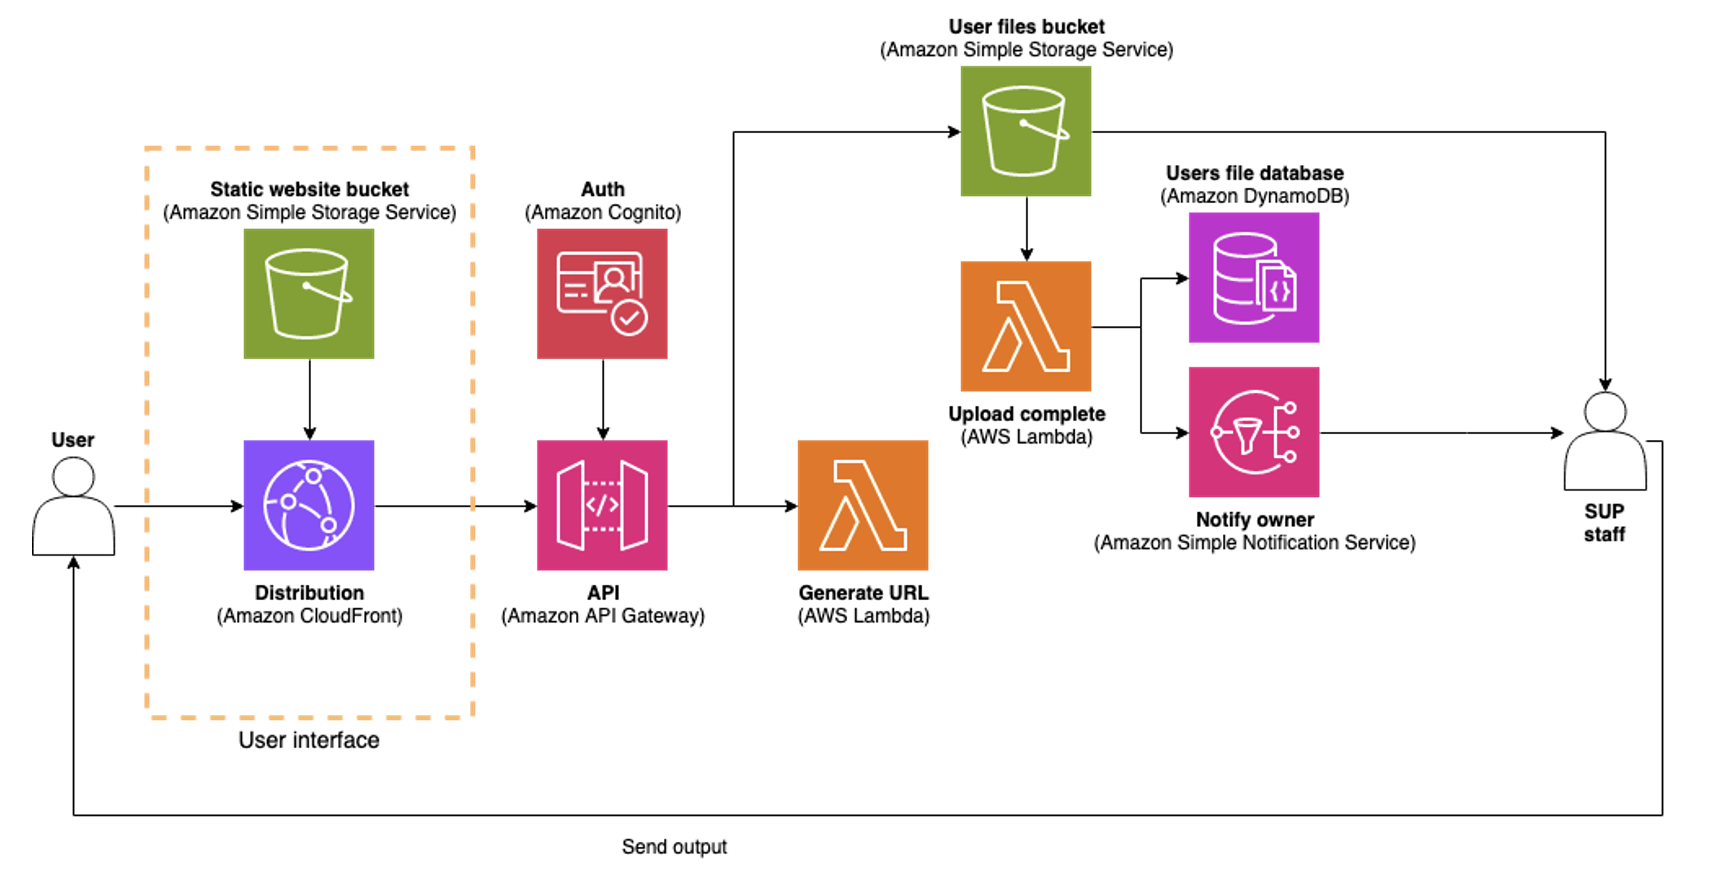 User files bucket
(Amazon Simple Storage Service)
Users file database
(Amazon DynamoDB)
Static website bucket
(Amazon Simple Storage Service)
Auth
(Amazon Cognito)
Upload complete
(AWS Lambda)
User
Notify owner
(Amazon Simple Notification Service)
SUP
staff
Distribution
(Amazon CloudFront)
API
(Amazon API Gateway)
Generate URL
(AWS Lambda)
User interface
Send output